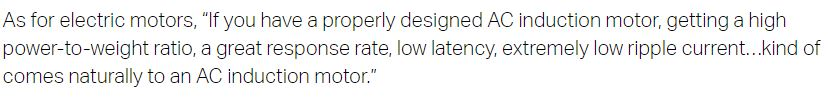 As for electric motors, “If you have a properly designed AC induction motor, getting a high
power-to-weight ratio, a great response rate, low latency, extremely low ripple current…kind of
comes naturally to an AC induction motor.”